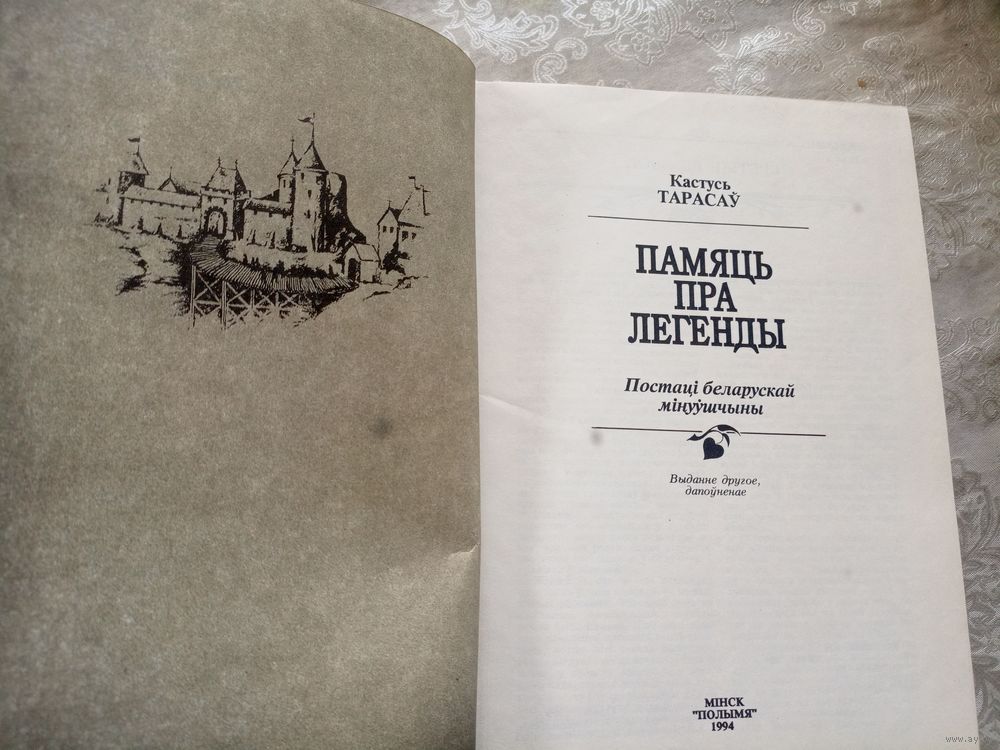 Кастусь
ТАРАСАЎ
ПАМЯЦЬ
ПРА
ЛЕГЕНДЫ
Постаці беларускай
мінуўшчыны
Выданне другое,
дапоўненае
МІНСК
"ПОЛЫМЯ"
1994